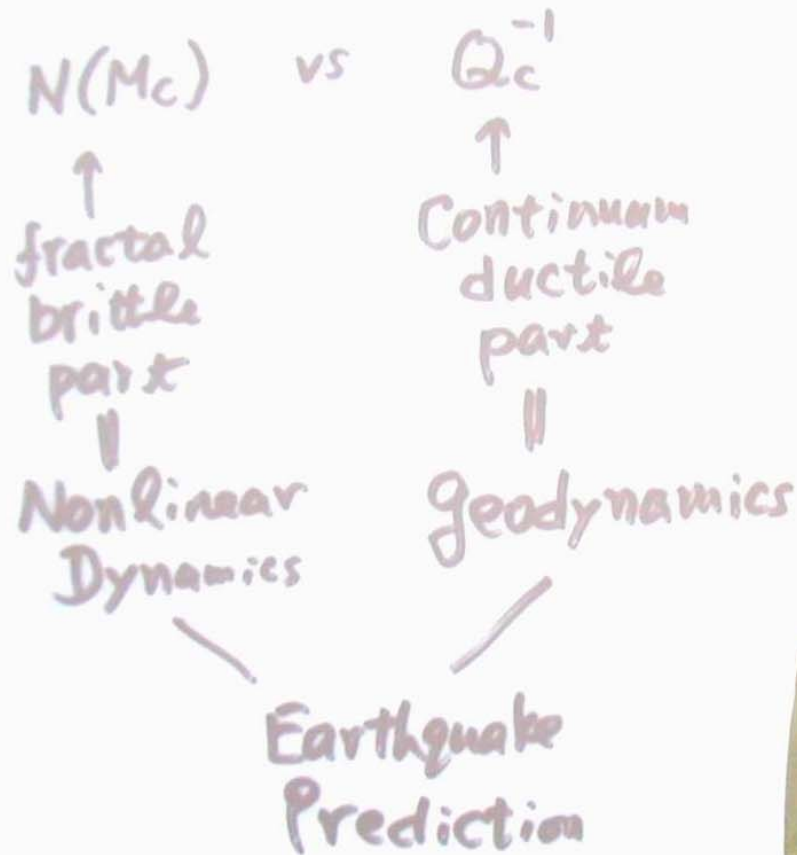 N(Mc) vs Qc⁻¹
↑ ↑
fractal
brittle
part
Continuum
ductile
part
||
||
Nonlinear
Dynamics
geodynamics
Earthquake
Prediction